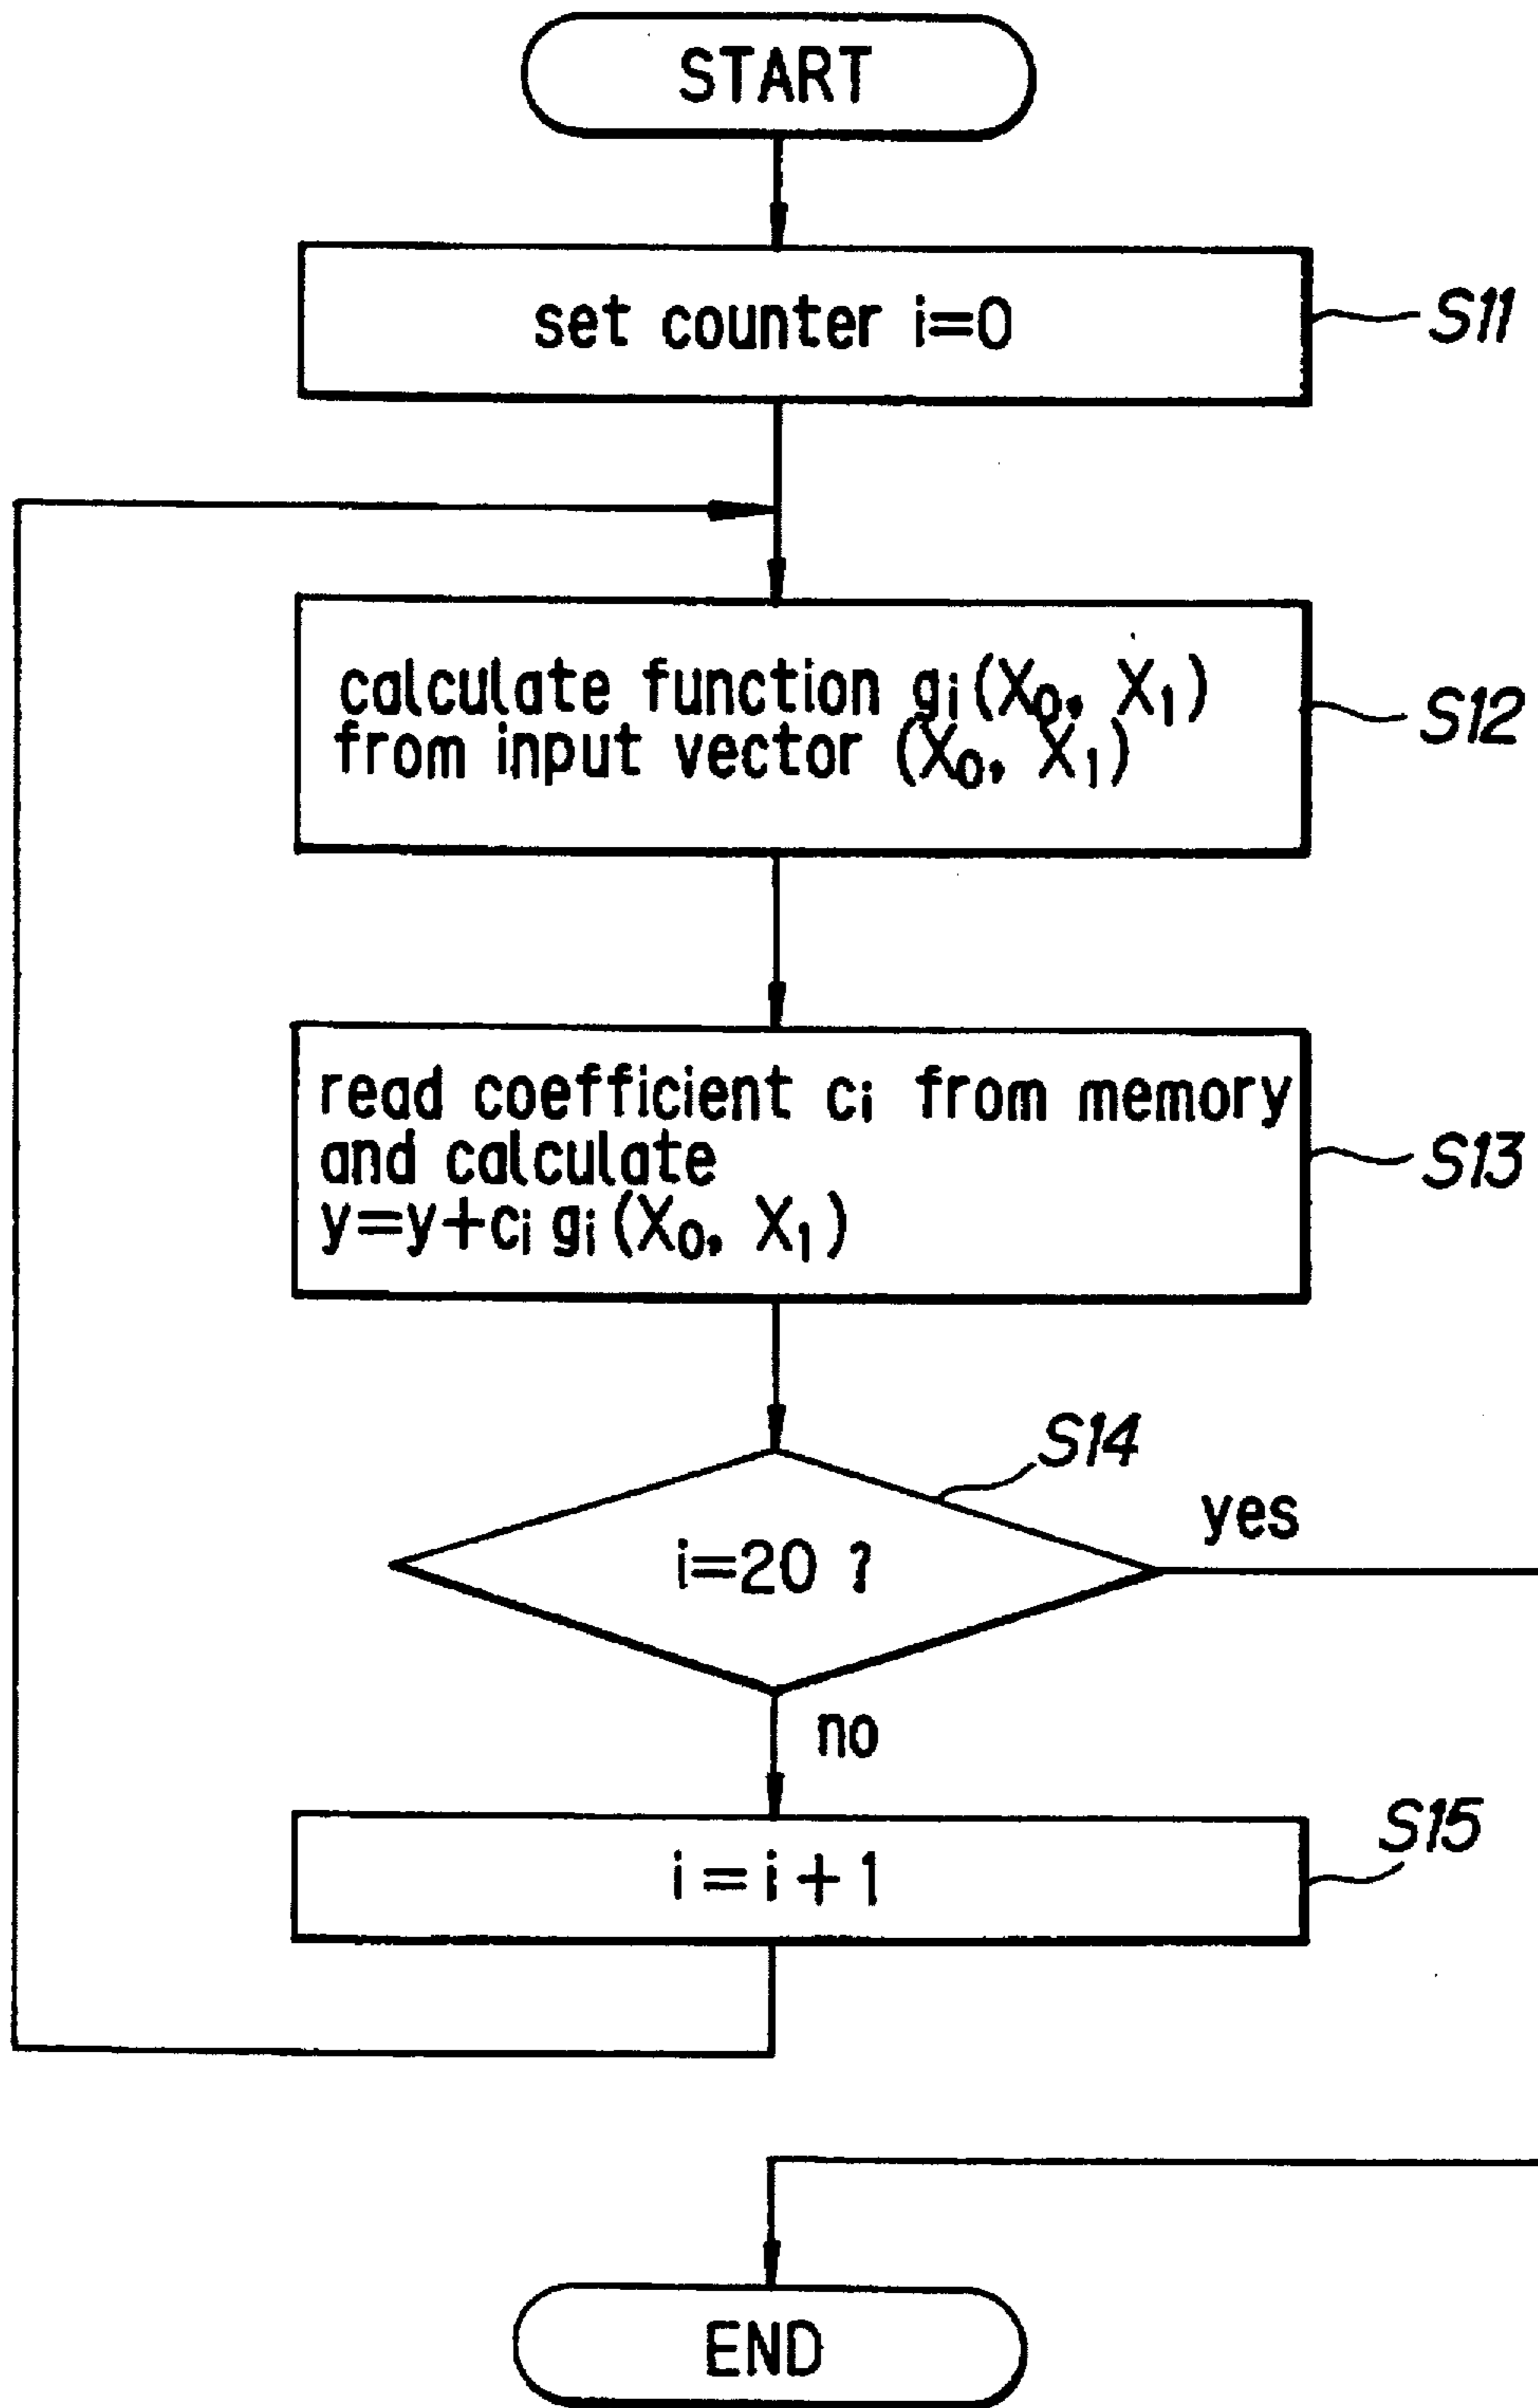 START
set counter i=0
S11
calculate function gi(X0, X1)
from input vector (X0, X1)
S12
read coefficient ci from memory
and calculate
y=y+ci gi(X0, X1)
S13
S14
i=20 ?
yes
no
i=i+1
S15
END